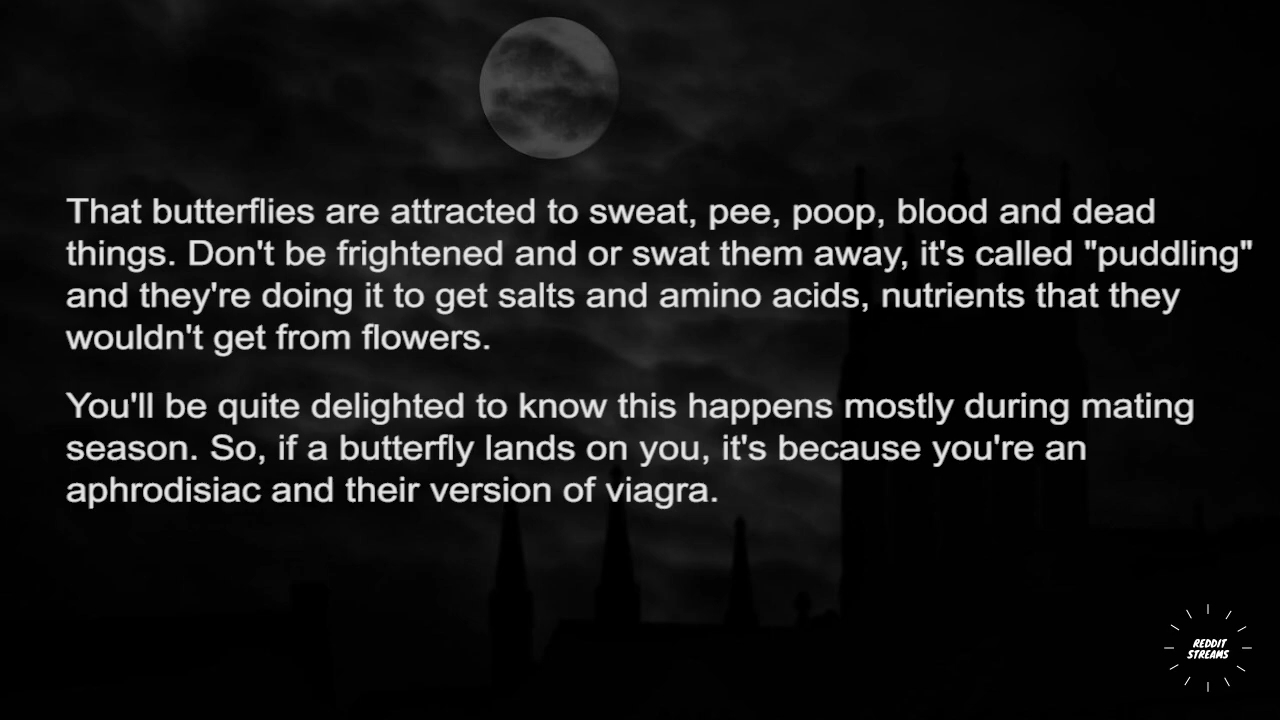 That butterflies are attracted to sweat, pee, poop, blood and dead
things. Don't be frightened and or swat them away, it's called "puddling"
and they're doing it to get salts and amino acids, nutrients that they
wouldn't get from flowers.
You'll be quite delighted to know this happens mostly during mating
season. So, if a butterfly lands on you, it's because you're an
aphrodisiac and their version of viagra.
REDDIT
STREAMS